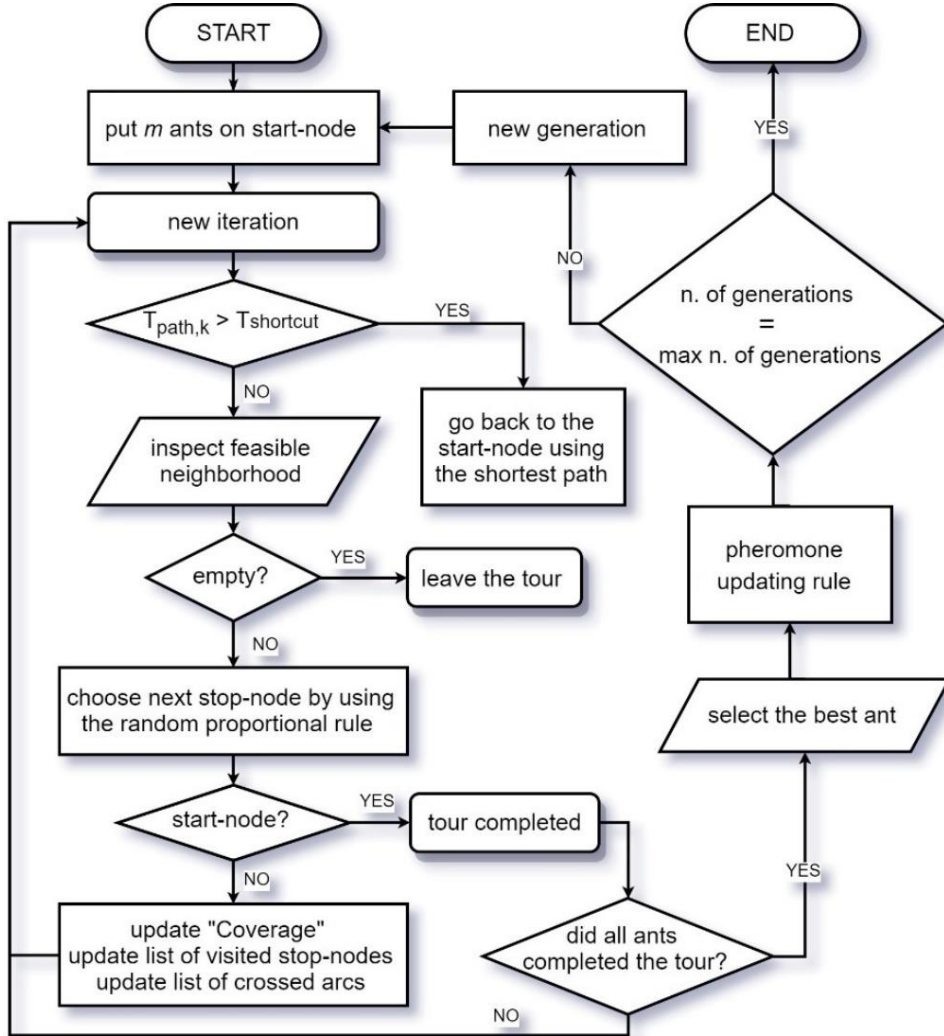 START
END
put m ants on start-node
new generation
YES
new iteration
NO
n. of generations
=
max n. of generations
T_path,k > Tshortcut
YES
NO
go back to the
start-node using
the shortest path
inspect feasible
neighborhood
pheromone
updating rule
empty?
YES
leave the tour
NO
choose next stop-node by using
the random proportional rule
select the best ant
start-node?
YES
tour completed
YES
NO
update "Coverage"
update list of visited stop-nodes
update list of crossed arcs
did all ants
completed the tour?
NO